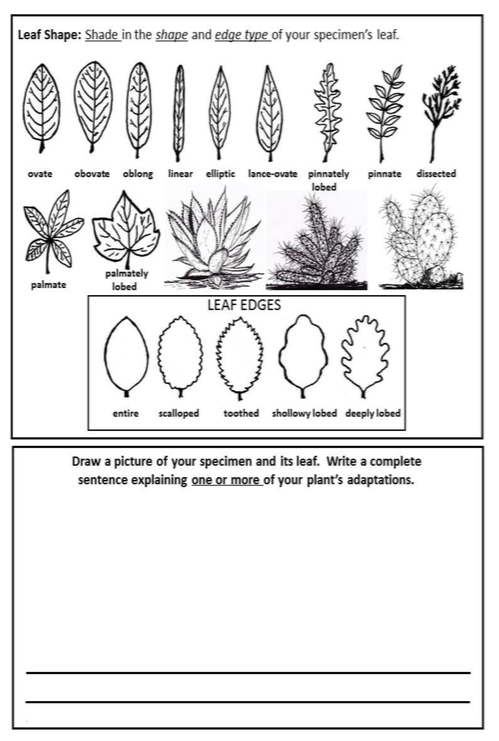 Leaf Shape: Shade in the shape and edge type of your specimen's leaf.
ovate obovate oblong linear elliptic lance-ovate pinnately lobed pinnate dissected
palmate
palmately
lobed
LEAF EDGES
entire scalloped toothed shollowy lobed deeply lobed
Draw a picture of your specimen and its leaf. Write a complete
sentence explaining one or more of your plant's adaptations.